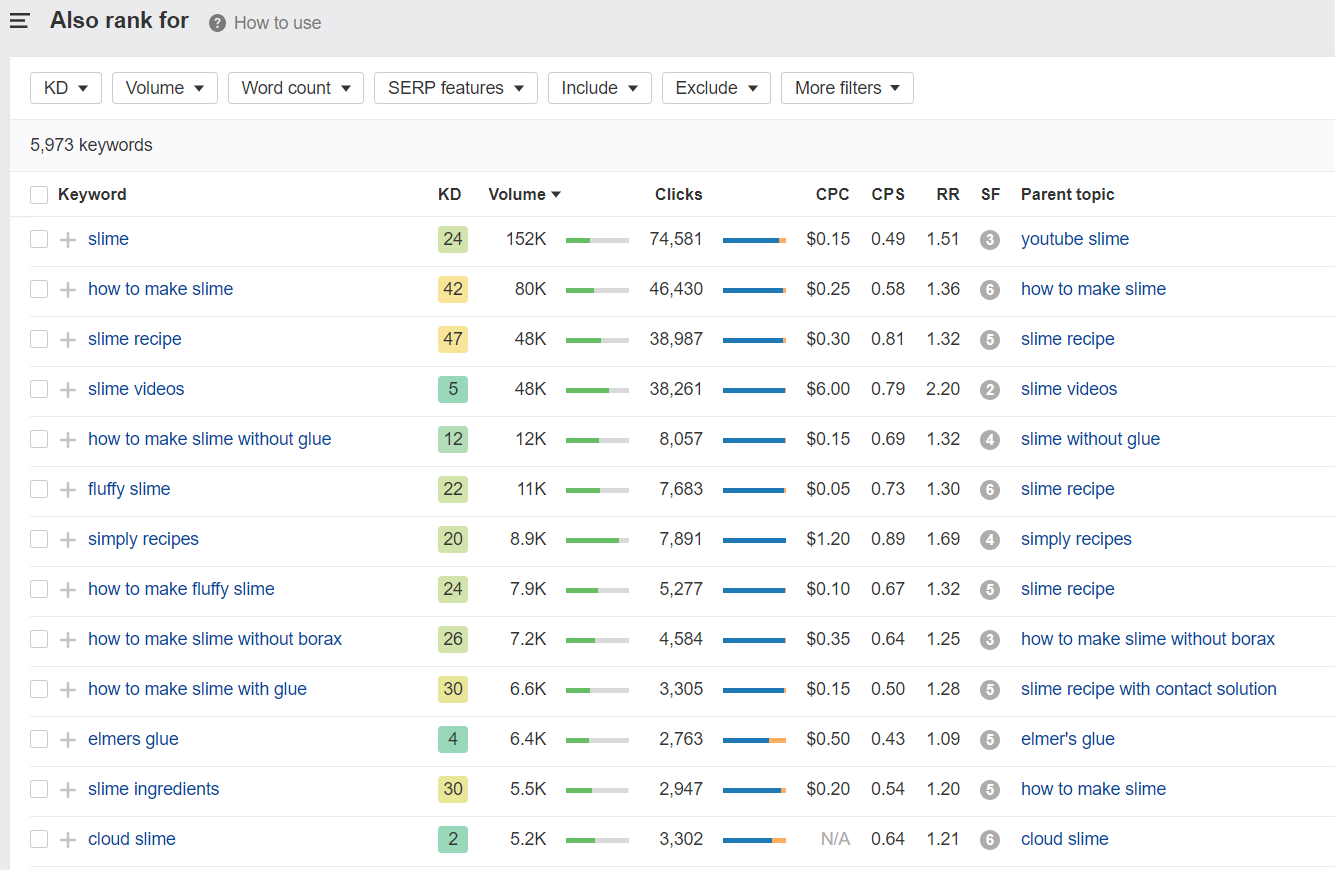 Also rank for ? How to use
KD Volume Word count SERP features Include Exclude More filters
5,973 keywords
Keyword KD Volume Clicks CPC CPS RR SF Parent topic
slime 24 152K 74,581 $0.15 0.49 1.51 3 youtube slime
how to make slime 42 80K 46,430 $0.25 0.58 1.36 6 how to make slime
slime recipe 47 48K 38,987 $0.30 0.81 1.32 5 slime recipe
slime videos 5 48K 38,261 $6.00 0.79 2.20 2 slime videos
how to make slime without glue 12 12K 8,057 $0.15 0.69 1.32 4 slime without glue
fluffy slime 22 11K 7,683 $0.05 0.73 1.30 6 slime recipe
simply recipes 20 8.9K 7,891 $1.20 0.89 1.69 4 simply recipes
how to make fluffy slime 24 7.9K 5,277 $0.10 0.67 1.32 5 slime recipe
how to make slime without borax 26 7.2K 4,584 $0.35 0.64 1.25 3 how to make slime without borax
how to make slime with glue 30 6.6K 3,305 $0.15 0.50 1.28 5 slime recipe with contact solution
elmers glue 4 6.4K 2,763 $0.50 0.43 1.09 5 elmer's glue
slime ingredients 30 5.5K 2,947 $0.20 0.54 1.20 5 how to make slime
cloud slime 2 5.2K 3,302 N/A 0.64 1.21 6 cloud slime